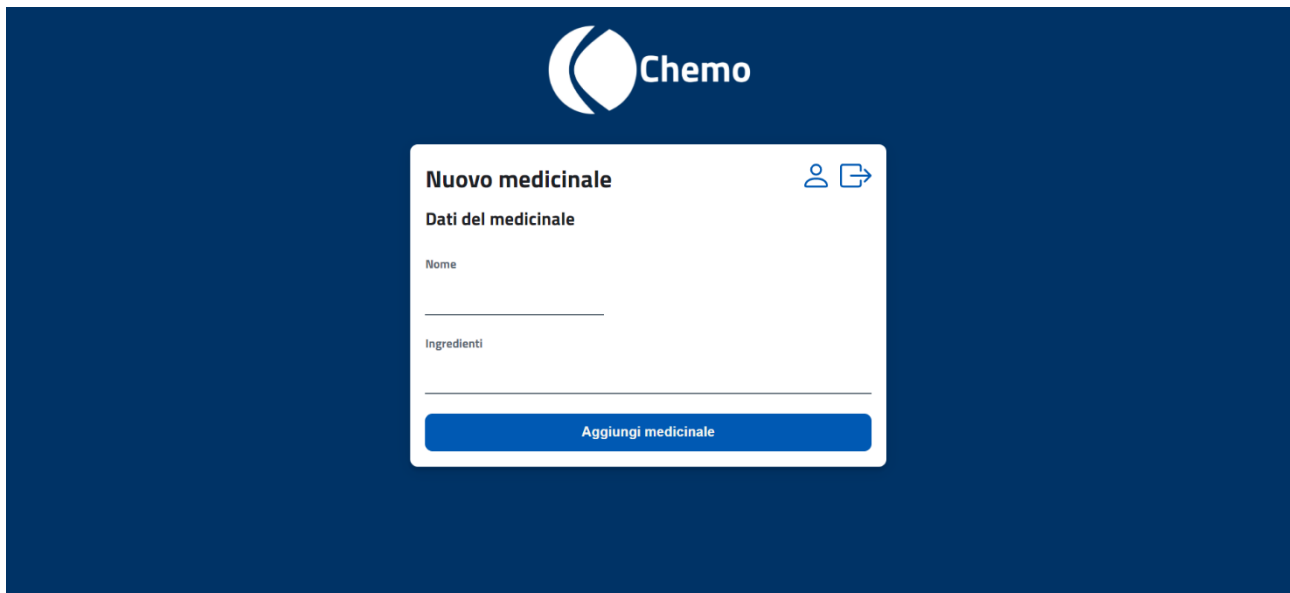 Chemo
Nuovo medicinale
Dati del medicinale
Nome
Ingredienti
Aggiungi medicinale